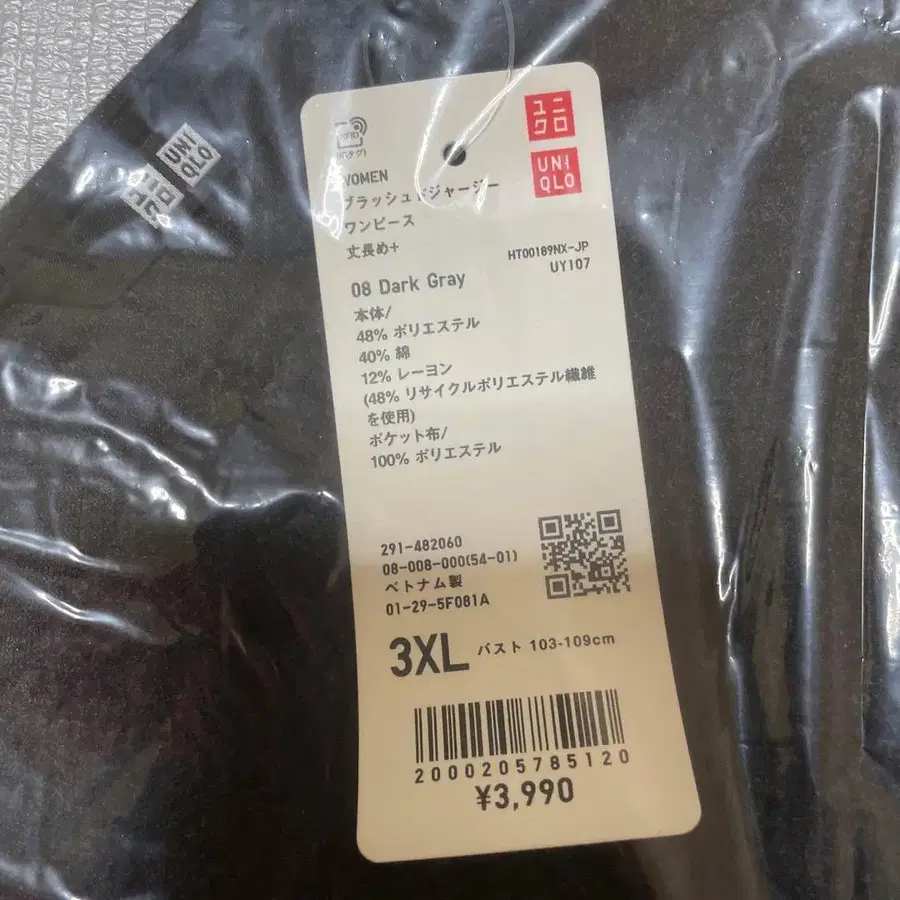 UNI
QLO
ユニ
クロ
UNI
QLO
WOMEN
ブラッシュドジャージー
ワンピース
丈長め+
HT00189NX-JP
UY107
08 Dark Gray
本体/
48% ポリエステル
40% 綿
12% レーヨン
(48% リサイクルポリエステル繊維
を使用)
ポケット布/
100% ポリエステル
291-482060
08-008-000(54-01)
ベトナム製
01-29-5F081A
3XL バスト 103-109cm
2000205785120
¥3,990